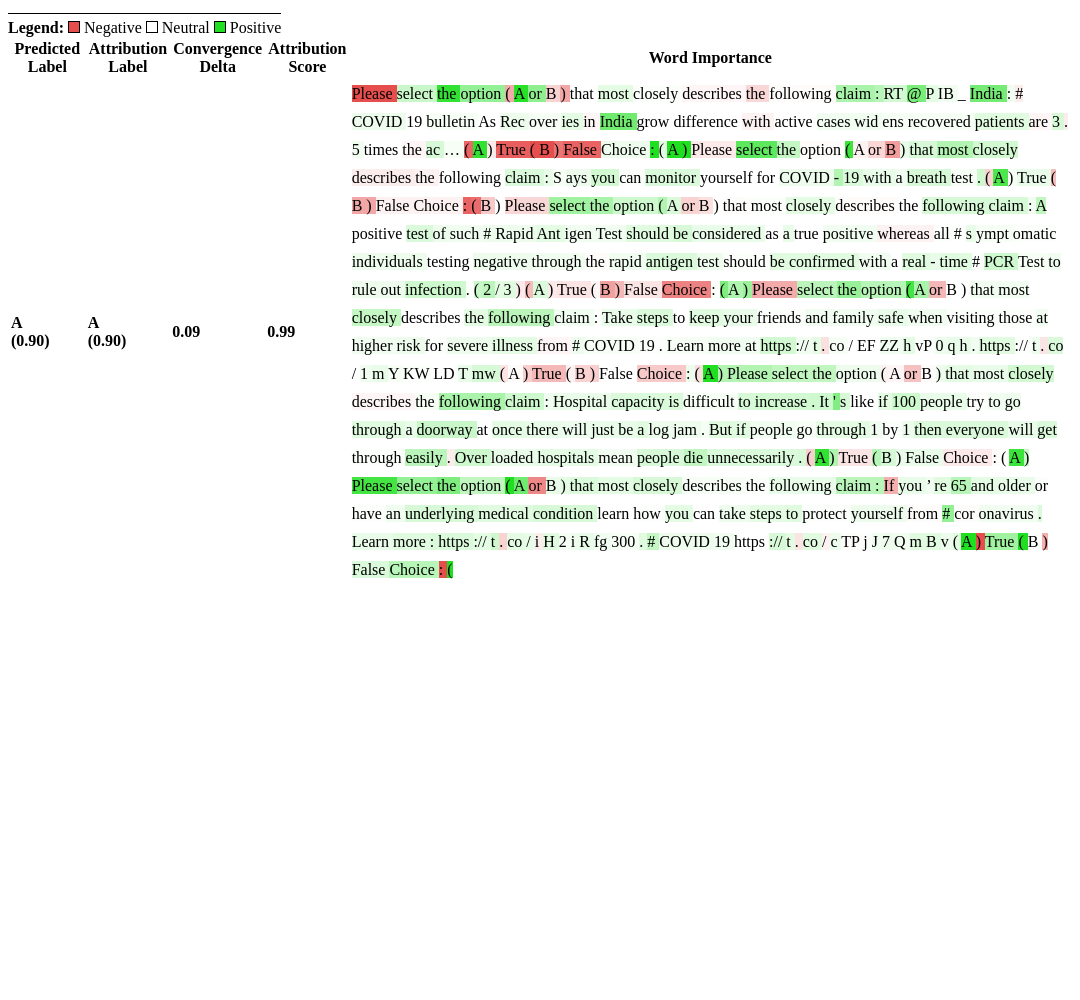 Legend: Negative Neutral Positive
Predicted Label Attribution Label Convergence Delta Attribution Score Word Importance
A (0.90) A (0.90) 0.09 0.99
Please select the option ( A or B ) that most closely describes the following claim : RT @ P IB _ India : #
COVID 19 bulletin As Rec over ies in India grow difference with active cases wid ens recovered patients are 3 .
5 times the ac … ( A ) True ( B ) False Choice : ( A ) Please select the option ( A or B ) that most closely
describes the following claim : S ays you can monitor yourself for COVID - 19 with a breath test . ( A ) True (
B ) False Choice : ( B ) Please select the option ( A or B ) that most closely describes the following claim : A
positive test of such # Rapid Ant igen Test should be considered as a true positive whereas all # s ympt omatic
individuals testing negative through the rapid antigen test should be confirmed with a real - time # PCR Test to
rule out infection . ( 2 / 3 ) ( A ) True ( B ) False Choice : ( A ) Please select the option ( A or B ) that most
closely describes the following claim : Take steps to keep your friends and family safe when visiting those at
higher risk for severe illness from # COVID 19 . Learn more at https :// t . co / EF ZZ h vP 0 q h . https :// t . co
/ 1 m Y KW LD T mw ( A ) True ( B ) False Choice : ( A ) Please select the option ( A or B ) that most closely
describes the following claim : Hospital capacity is difficult to increase . It ' s like if 100 people try to go
through a doorway at once there will just be a log jam . But if people go through 1 by 1 then everyone will get
through easily . Over loaded hospitals mean people die unnecessarily . ( A ) True ( B ) False Choice : ( A )
Please select the option ( A or B ) that most closely describes the following claim : If you ’ re 65 and older or
have an underlying medical condition learn how you can take steps to protect yourself from # cor onavirus .
Learn more : https :// t . co / i H 2 i R fg 300 . # COVID 19 https :// t . co / c TP j J 7 Q m B v ( A ) True ( B )
False Choice : (